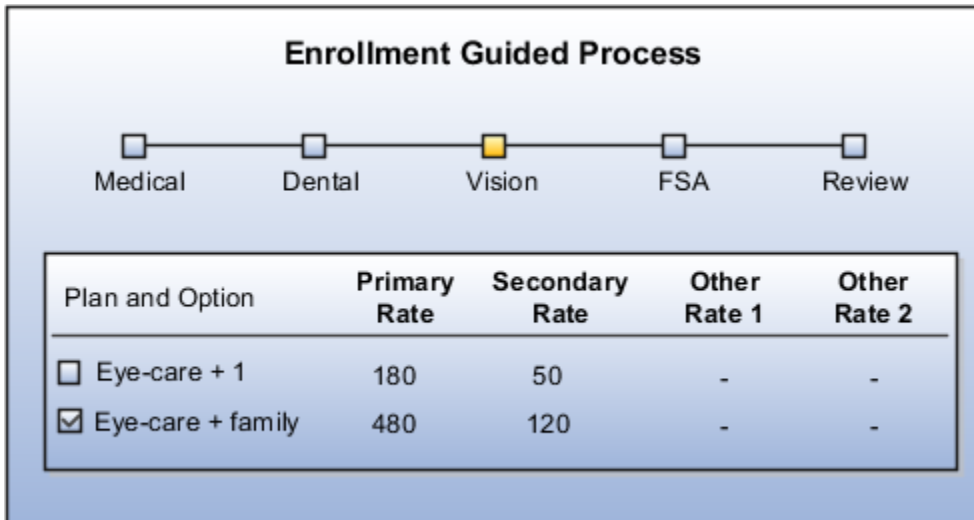 Enrollment Guided Process
Medical Dental Vision FSA Review
Plan and Option Primary Rate Secondary Rate Other Rate 1 Other Rate 2
Eye-care + 1 180 50 - -
Eye-care + family 480 120 - -